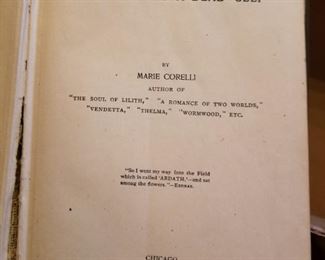 BY
MARIE CORELLI
AUTHOR OF
"THE SOUL OF LILITH," "A ROMANCE OF TWO WORLDS,"
"VENDETTA," "THELMA," "WORMWOOD," ETC.
"So I went my way into the Field
which is called 'ARDATH,'—and sat
among the flowers."—ESDRAS.
CHICAGO